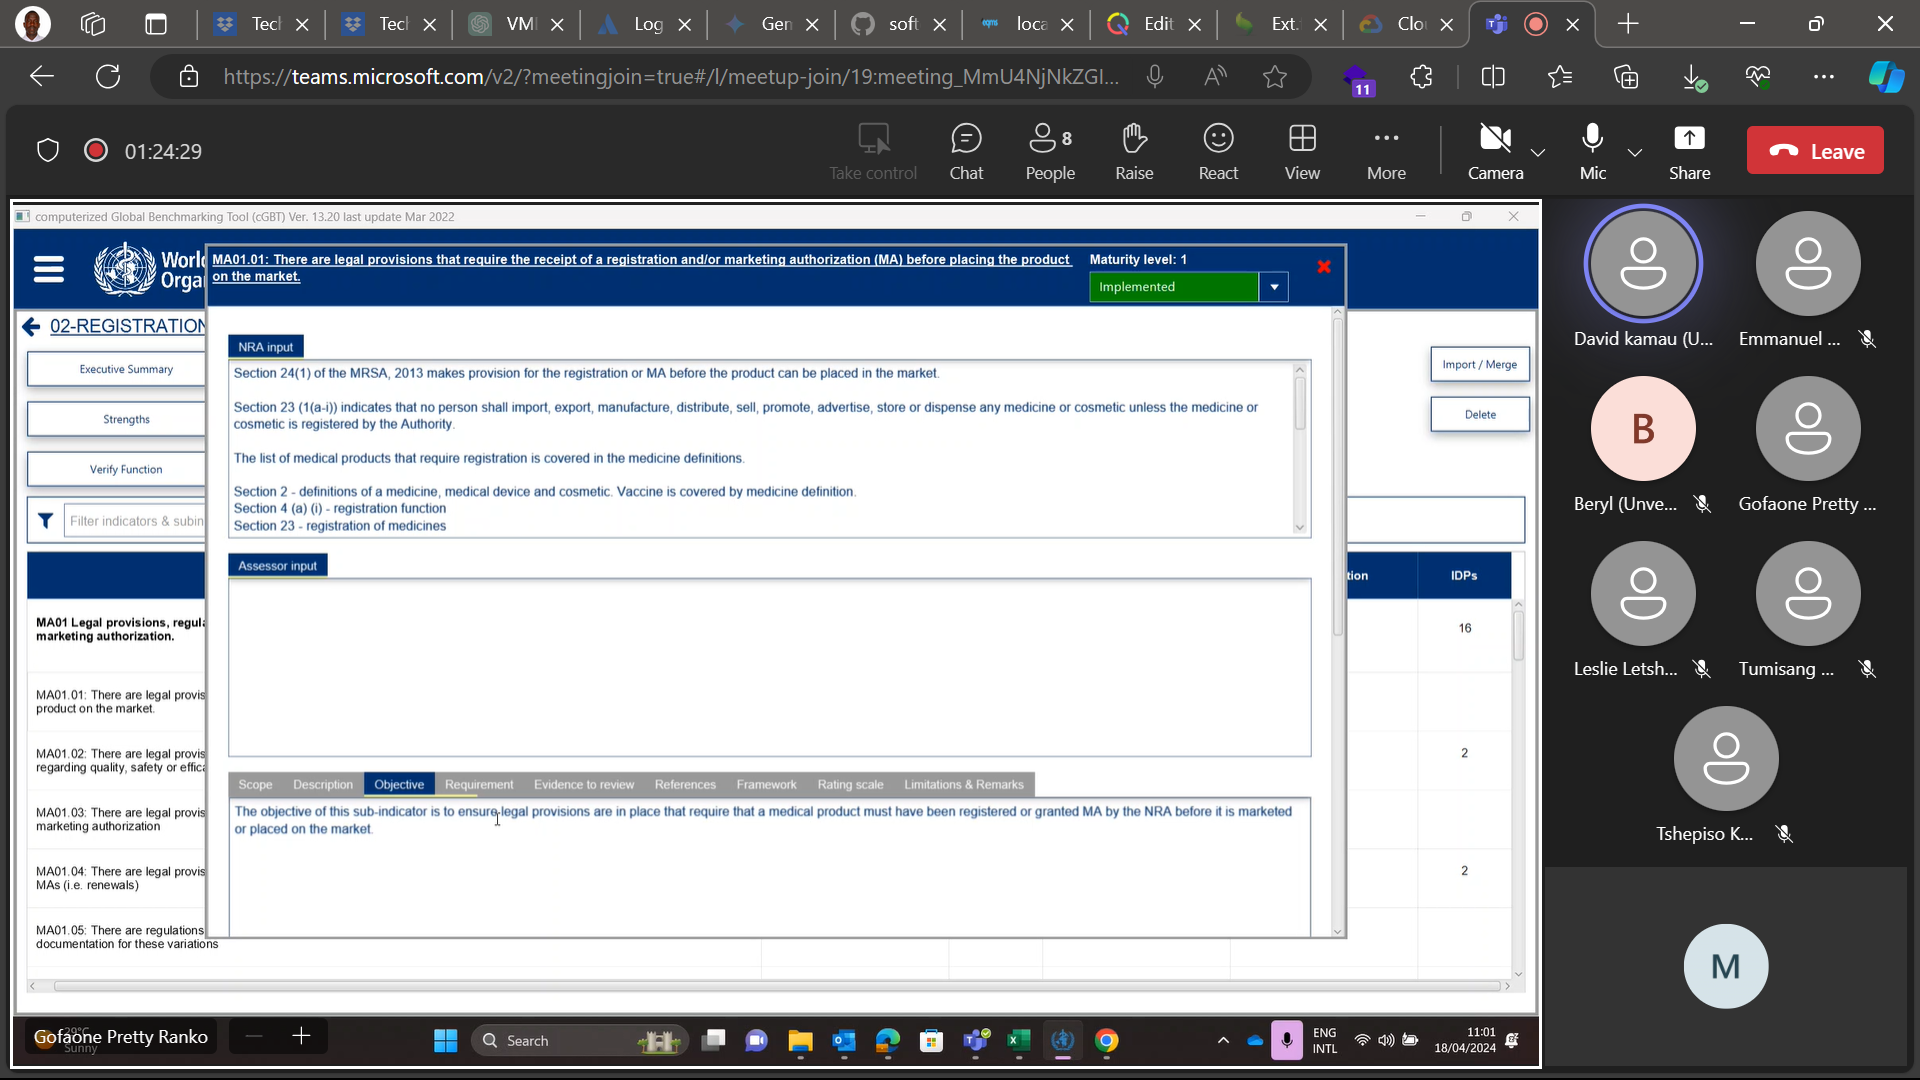 Tecl
Tecl
VMI
Log
Gen
soft
eqms
loca
Edit
Ext.
Clo
https://teams.microsoft.com/v2/?meetingjoin=true#/l/meetup-join/19:meeting_MmU4NjNkZGI...
11
01:24:29
Take control
Chat
8
People
Raise
React
View
More
Camera
Mic
Share
Leave
computerized Global Benchmarking Tool (cGBT) Ver. 13.20 last update Mar 2022
World
Orga
MA01.01: There are legal provisions that require the receipt of a registration and/or marketing authorization (MA) before placing the product
on the market.
Maturity level: 1
Implemented
02-REGISTRATION
Executive Summary
Strengths
Verify Function
Filter indicators & subin
Import / Merge
Delete
NRA input
Section 24(1) of the MRSA, 2013 makes provision for the registration or MA before the product can be placed in the market.
Section 23 (1(a-i)) indicates that no person shall import, export, manufacture, distribute, sell, promote, advertise, store or dispense any medicine or cosmetic unless the medicine or
cosmetic is registered by the Authority.
The list of medical products that require registration is covered in the medicine definitions.
Section 2 - definitions of a medicine, medical device and cosmetic. Vaccine is covered by medicine definition.
Section 4 (a) (i) - registration function
Section 23 - registration of medicines
Assessor input
Scope
Description
Objective
Requirement
Evidence to review
References
Framework
Rating scale
Limitations & Remarks
The objective of this sub-indicator is to ensure legal provisions are in place that require that a medical product must have been registered or granted MA by the NRA before it is marketed
or placed on the market.
tion
IDPs
MA01 Legal provisions, regula
marketing authorization.
16
MA01.01: There are legal provis
product on the market.
MA01.02: There are legal provis
regarding quality, safety or effica
2
MA01.03: There are legal provis
marketing authorization
MA01.04: There are legal provis
MAs (i.e. renewals)
2
MA01.05: There are regulations
documentation for these variations
David kamau (U...
Emmanuel ...
B
Beryl (Unve...
Gofaone Pretty ...
Leslie Letsh...
Tumisang ...
Tshepiso K...
M
Gofaone Pretty Ranko
29°C
Sunny
Search
ENG
INTL
11:01
18/04/2024